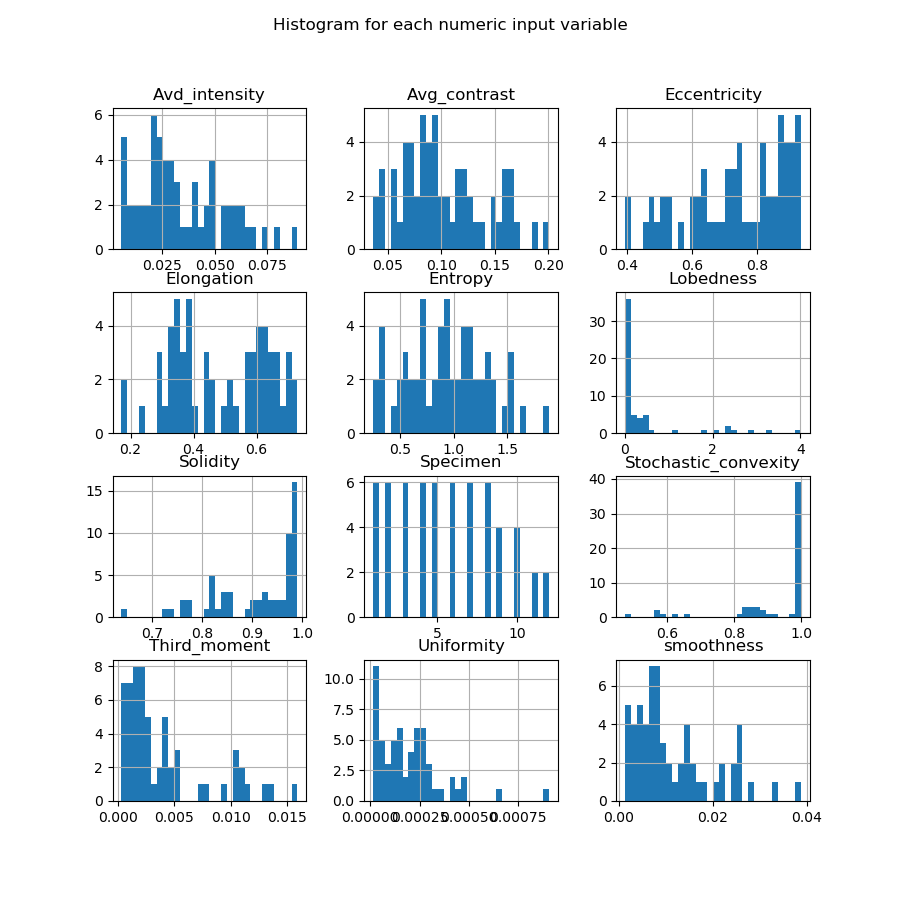 Histogram for each numeric input variable
Avd_intensity
Avg_contrast
Eccentricity
6
4
2
0
0.025 0.050 0.075
4
2
0
0.05 0.10 0.15 0.20
4
2
0
0.4 0.6 0.8
Elongation
Entropy
Lobedness
4
2
0
0.2 0.4 0.6
4
2
0
0.5 1.0 1.5
30
20
10
0
0 2 4
Solidity
Specimen
Stochastic_convexity
15
10
5
0
0.7 0.8 0.9 1.0
6
4
2
0
5 10
40
30
20
10
0
0.6 0.8 1.0
Third_moment
Uniformity
smoothness
8
6
4
2
0
0.000 0.005 0.010 0.015
10.0
7.5
5.0
2.5
0.0
0.00000 0.00025 0.00050 0.00075
6
4
2
0
0.00 0.02 0.04